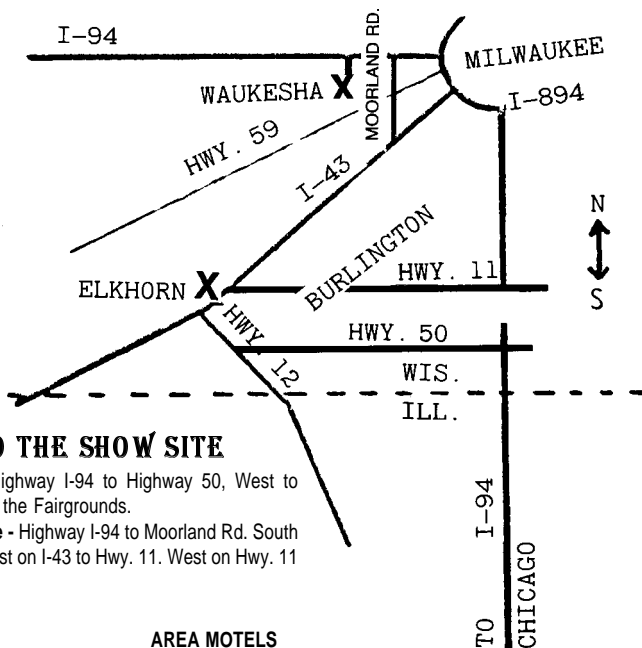 I-94
MOORLAND RD.
MILWAUKEE
WAUKESHA X
I-894
HWY. 59
I-43
BURLINGTON
N
S
HWY. 11
ELKHORN X
HWY. 12
HWY. 50
WIS.
ILL.
THE SHOW SITE
ighway I-94 to Highway 50, West to
the Fairgrounds.
- Highway I-94 to Moorland Rd. South
st on I-43 to Hwy. 11. West on Hwy. 11
I-94
TO CHICAGO
AREA MOTELS